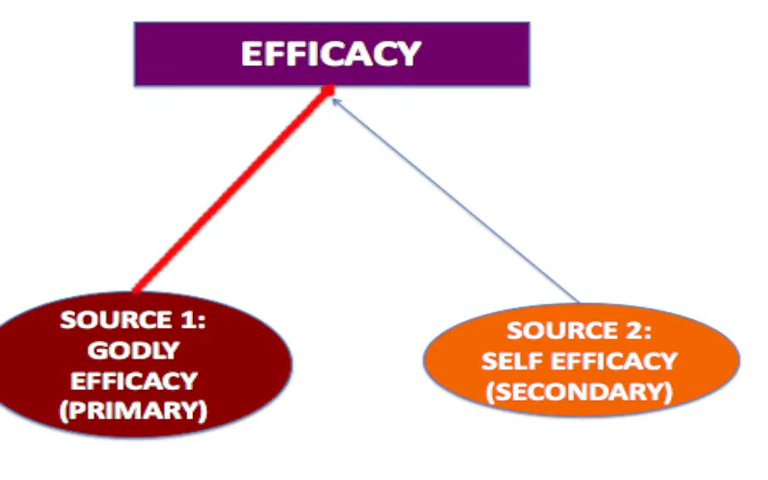 EFFICACY
SOURCE 1:
GODLY
EFFICACY
(PRIMARY)
SOURCE 2:
SELF EFFICACY
(SECONDARY)